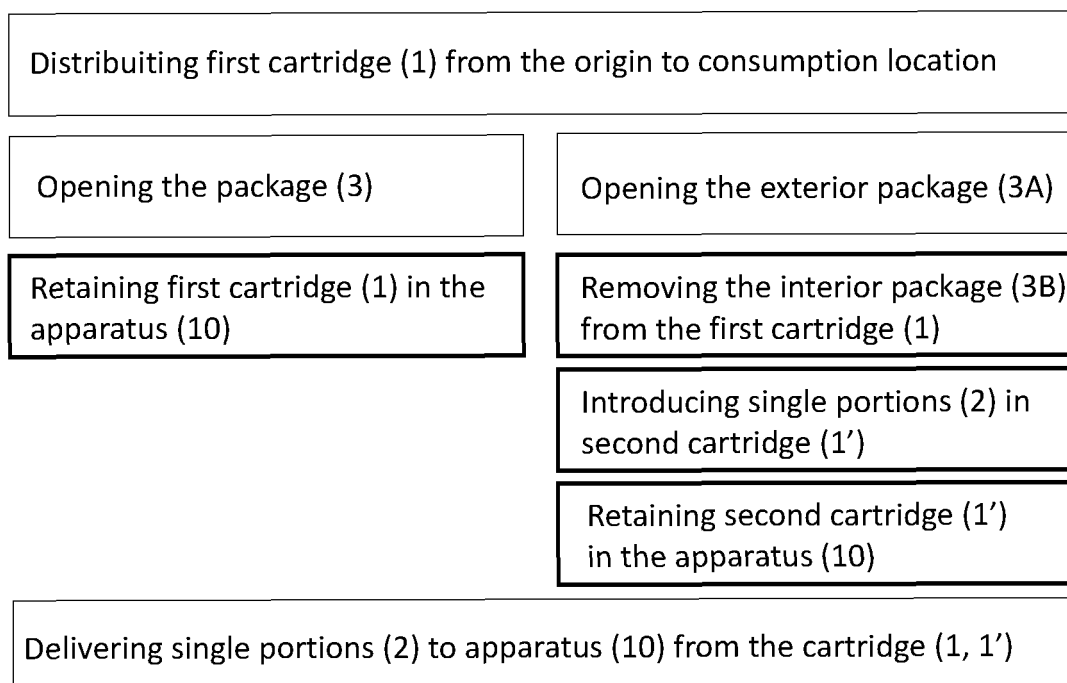 Distribuiting first cartridge (1) from the origin to consumption location
Opening the package (3)
Opening the exterior package (3A)
Retaining first cartridge (1) in the
apparatus (10)
Removing the interior package (3B)
from the first cartridge (1)
Introducing single portions (2) in
second cartridge (1’)
Retaining second cartridge (1’)
in the apparatus (10)
Delivering single portions (2) to apparatus (10) from the cartridge (1, 1’)